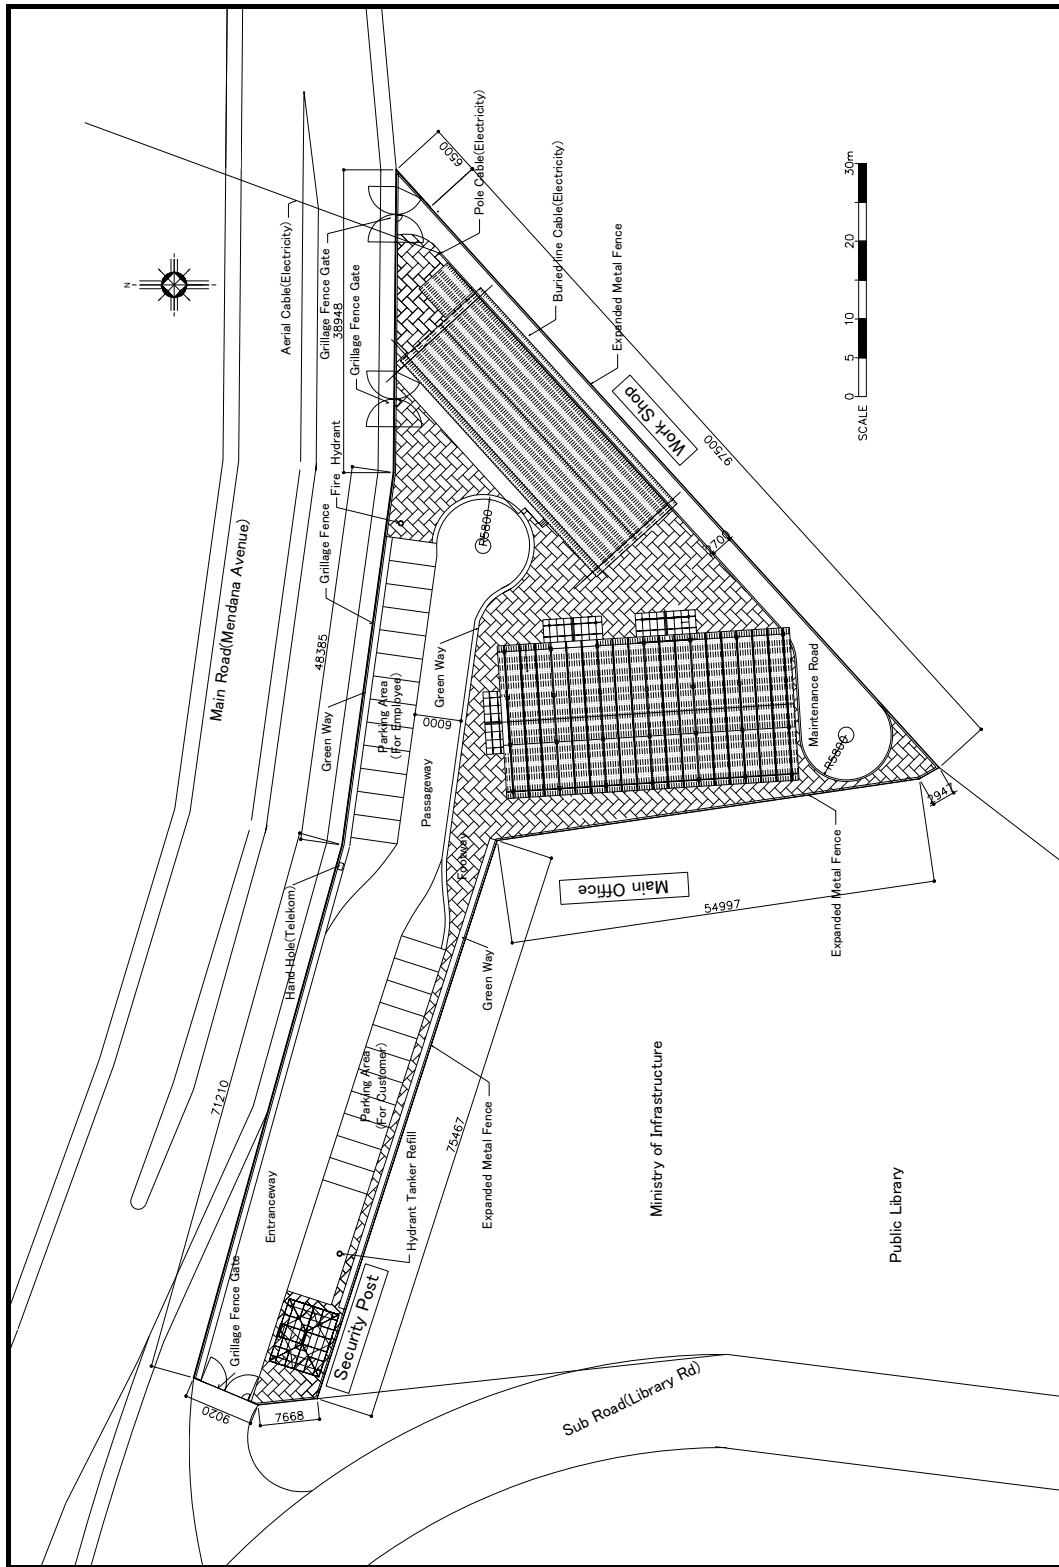 N
Main Road(Mendana Avenue)
Aerial Cable(Electricity)
Grillage Fence Gate
38948
Grillage Fence Gate
6500
Pole Cable(Electricity)
Buried line Cable(Electricity)
Expanded Metal Fence
Work Shop
97500
SCALE 0 5 10 20 30m
Fire Hydrant
Grillage Fence
48385
Green Way
R5800
2700
Parking Area
(For Employee)
Green Way
6000
Passageway
Footway
Maintenance Road
R5800
2947
Hand Hole(Telekom)
Main Office
54997
Expanded Metal Fence
71210
Green Way
Parking Area
(For Customer)
75467
Expanded Metal Fence
Hydrant Tanker Refill
Entranceway
Grillage Fence Gate
Security Post
9020
7668
Ministry of Infrastructure
Public Library
Sub Road(Library Rd)